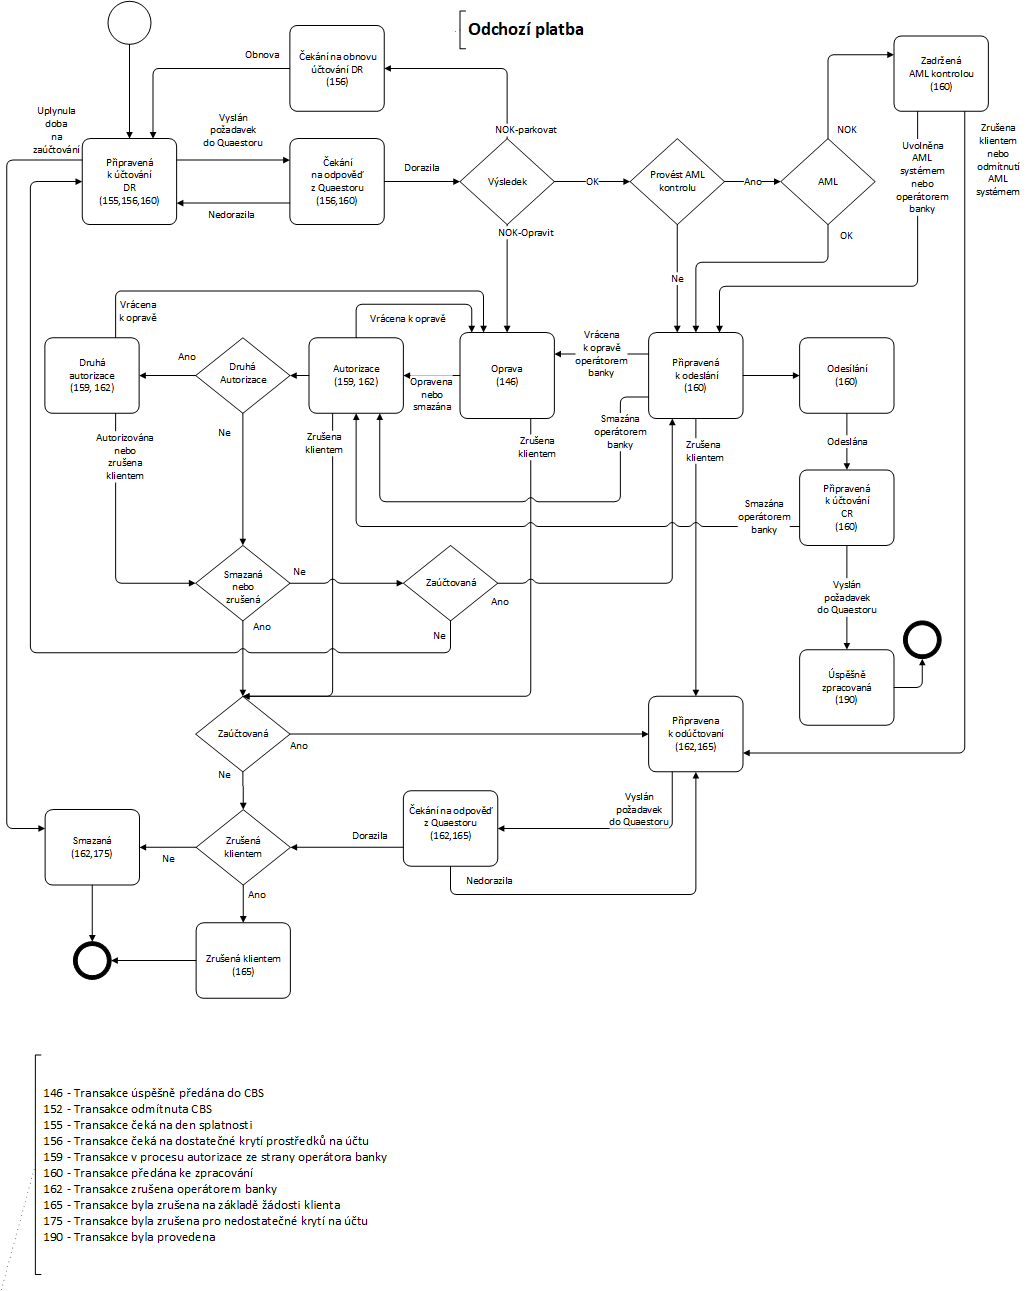 Odchozí platba
Čekání na obnovu
účtování DR
(156)
Obnova
Zadržená
AML kontrolou
(160)
Uplynula
doba
na
zaúčtování
Vyslán
požadavek
do Quaestoru
NOK-parkovat
NOK
Uvolněna
AML
systémem
nebo
operátorem
banky
Zrušena
klientem
nebo
odmítnutí
AML
systémem
Připravená
k účtování
DR
(155,156,160)
Čekání
na odpověď
z Quaestoru
(156,160)
Dorazila
Nedorazila
Výsledek
OK
Provést AML
kontrolu
Ano
AML
NOK-Opravit
OK
Ne
Vrácena
k opravě
Vrácena k opravě
Druhá
autorizace
(159, 162)
Ano
Druhá
Autorizace
Autorizace
(159, 162)
Opravena
nebo
smazána
Oprava
(146)
Vrácena
k opravě
operátorem
banky
Připravená
k odeslání
(160)
Odesílání
(160)
Smazána
operátorem
banky
Autorizována
nebo
zrušena
klientem
Ne
Zrušena
klientem
Zrušena
klientem
Zrušena
klientem
Odeslána
Smazána
operátorem
banky
Připravená
k účtování
CR
(160)
Smazaná
nebo
zrušená
Ne
Zaúčtovaná
Ano
Ano
Ne
Vyslán
požadavek
do Quaestoru
Úspěšně
zpracovaná
(190)
Zaúčtovaná
Ano
Ne
Připravena
k odúčtovaní
(162,165)
Smazaná
(162,175)
Ne
Zrušená
klientem
Dorazila
Čekání na odpověď
z Quaestoru
(162,165)
Vyslán
požadavek
do Quaestoru
Nedorazila
Ano
Zrušená klientem
(165)
146 - Transakce úspěšně předána do CBS
152 - Transakce odmítnuta CBS
155 - Transakce čeká na den splatnosti
156 - Transakce čeká na dostatečné krytí prostředků na účtu
159 - Transakce v procesu autorizace ze strany operátora banky
160 - Transakce předána ke zpracování
162 - Transakce zrušena operátorem banky
165 - Transakce byla zrušena na základě žádosti klienta
175 - Transakce byla zrušena pro nedostatečné krytí na účtu
190 - Transakce byla provedena